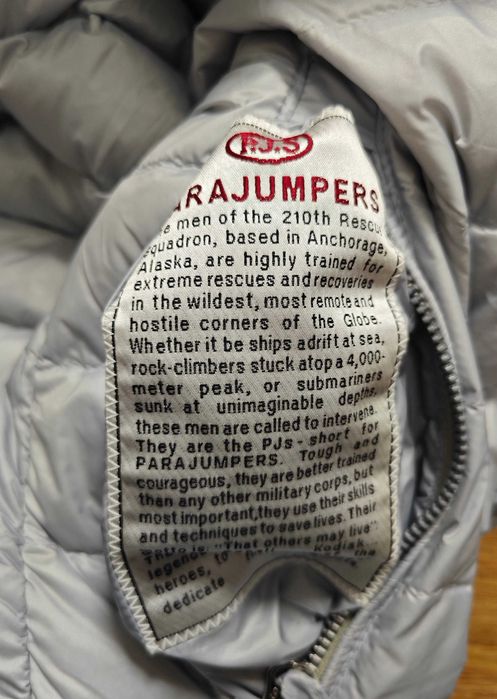 P.J.S
ARAJUMPERS
e men of the 210th Rescu
quadron, based in Anchorage,
Alaska, are highly trained for
extreme rescues and recoveries
in the wildest, most remote and
hostile corners of the Globe.
Whether it be ships adrift at sea,
rock-climbers stuck atop a 4,000-
meter peak, or submariners
sunk at unimaginable depths,
these men are called to intervene.
They are the PJs - short for
PARAJUMPERS. Tough and
courageous, they are better trained
than any other military corps, but
most important,they use their skills
and techniques to save lives. Their
"That others may live"
legend to Kodiak
heroes, the
dedicate